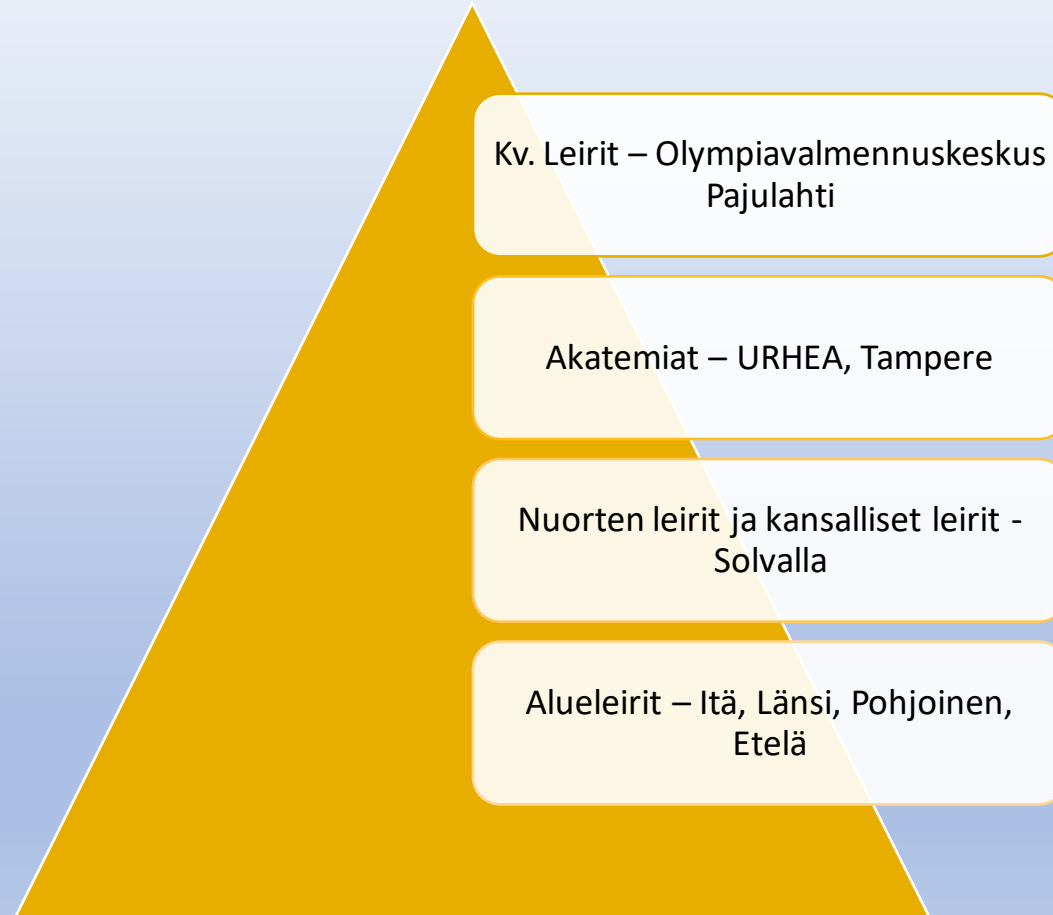 Kv. Leirit – Olympiavalmennuskeskus
Pajulahti
Akatemiat – URHEA, Tampere
Nuorten leirit ja kansalliset leirit -
Solvalla
Alueleirit – Itä, Länsi, Pohjoinen,
Etelä